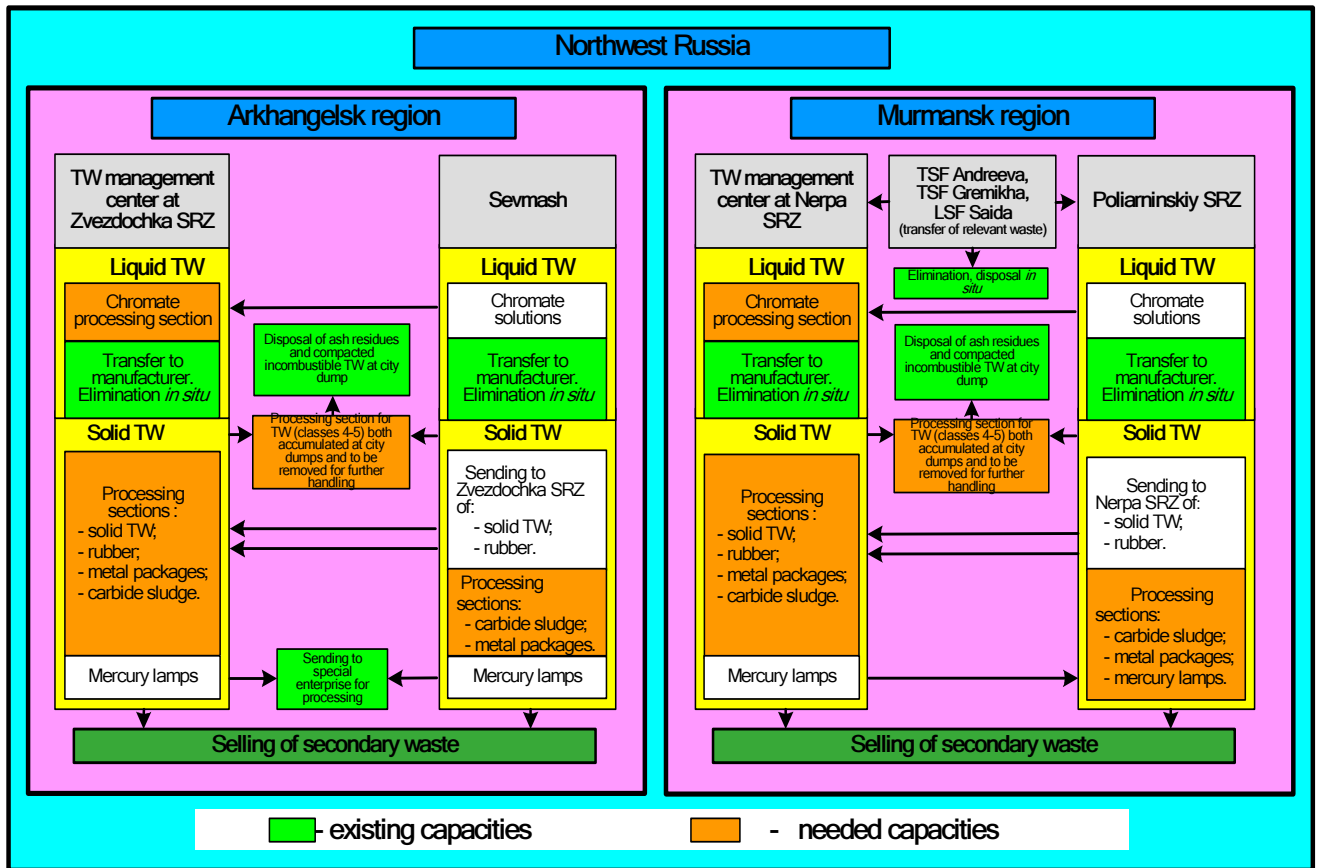 Northwest Russia
Arkhangelsk region
TW management
center at
Zvezdochka SRZ
Sevmash
Liquid TW
Chromate
processing section
Transfer to
manufacturer.
Elimination in situ
Liquid TW
Chromate
solutions
Transfer to
manufacturer.
Elimination in situ
Disposal of ash residues
and compacted
incombustible TW at city
dump
Processing section for
TW (classes 4-5) both
accumulated at city
dumps and to be
removed for further
handling
Solid TW
Processing
sections :
- solid TW;
- rubber;
- metal packages;
- carbide sludge.
Mercury lamps
Solid TW
Sending to
Zvezdochka SRZ
of:
- solid TW;
- rubber.
Processing
sections:
- carbide sludge;
- metal packages.
Mercury lamps
Sending to
special
enterprise for
processing
Selling of secondary waste
Murmansk region
TW management
center at Nerpa
SRZ
TSF Andreeva,
TSF Gremikha,
LSF Saida
(transfer of relevant waste)
Poliarninskiy SRZ
Elimination, disposal in
situ
Liquid TW
Chromate
processing section
Transfer to
manufacturer.
Elimination in situ
Liquid TW
Chromate
solutions
Transfer to
manufacturer.
Elimination in situ
Disposal of ash residues
and compacted
incombustible TW at city
dump
Processing section for
TW (classes 4-5) both
accumulated at city
dumps and to be
removed for further
handling
Solid TW
Processing
sections :
- solid TW;
- rubber;
- metal packages;
- carbide sludge.
Mercury lamps
Solid TW
Sending to
Nerpa SRZ of:
- solid TW;
- rubber.
Processing
sections:
- carbide sludge;
- metal packages;
- mercury lamps.
Selling of secondary waste
- existing capacities
- needed capacities